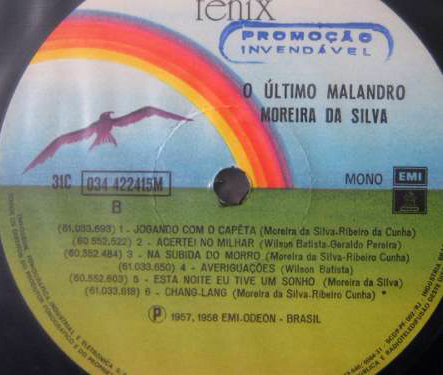 fênix
PROMOÇÃO
INVENDÁVEL
O ÚLTIMO MALANDRO
MOREIRA DA SILVA
31C 034 422415M
MONO EMI
B
(61.033.693) 1 - JOGANDO COM O CAPÊTA (Moreira da Silva-Ribeiro da Cunha)
(60.552.522) 2 - ACERTEI NO MILHAR (Wilson Batista-Geraldo Pereira)
(60.552.484) 3 - NA SUBIDA DO MORRO (Moreira da Silva-Ribeiro Cunha)
(61.033.650) 4 - AVERIGUAÇÕES (Wilson Batista)
(60.552.603) 5 - ESTA NOITE EU TIVE UM SONHO (Moreira da Silva- *
(61.033.618) 6 - CHANG-LANG (Moreira da Silva-Ribeiro Cunha)
P 1957, 1958 EMI-ODEON - BRASIL